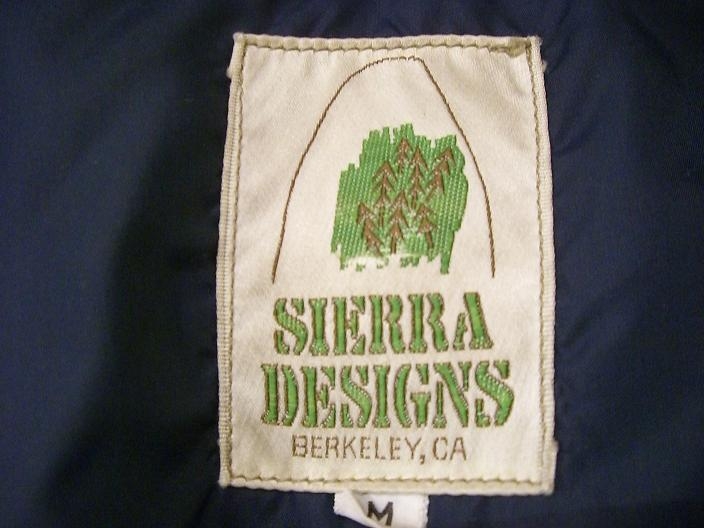 SIERRA
DESIGNS
BERKELEY, CA
M